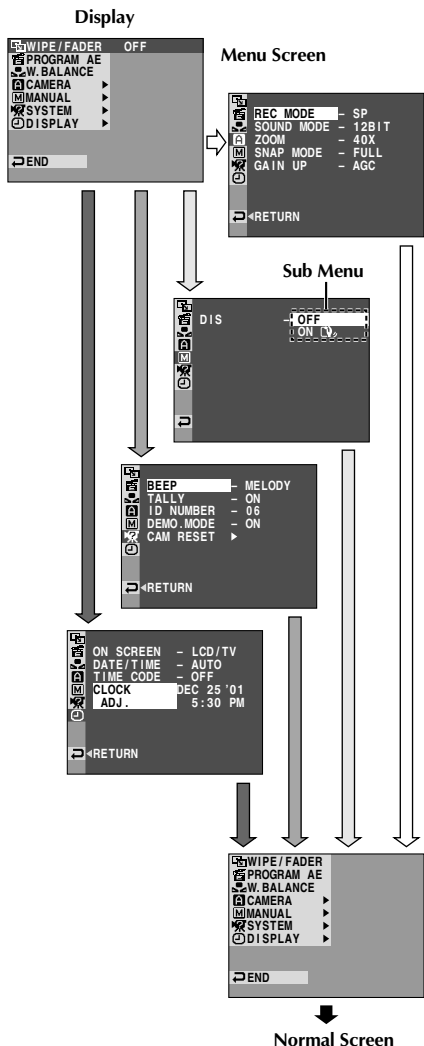 Display
WIPE/FADER OFF
PROGRAM AE
W.BALANCE
CAMERA
MANUAL
SYSTEM
DISPLAY
END
Menu Screen
REC MODE – SP
SOUND MODE – 12BIT
ZOOM – 40X
SNAP MODE – FULL
GAIN UP – AGC
RETURN
Sub Menu
DIS – OFF
ON
BEEP – MELODY
TALLY – ON
ID NUMBER – 06
DEMO.MODE – ON
CAM RESET
RETURN
ON SCREEN – LCD/TV
DATE/TIME – AUTO
TIME CODE – OFF
CLOCK DEC 25 '01
ADJ. 5:30 PM
RETURN
WIPE/FADER
PROGRAM AE
W.BALANCE
CAMERA
MANUAL
SYSTEM
DISPLAY
END
Normal Screen